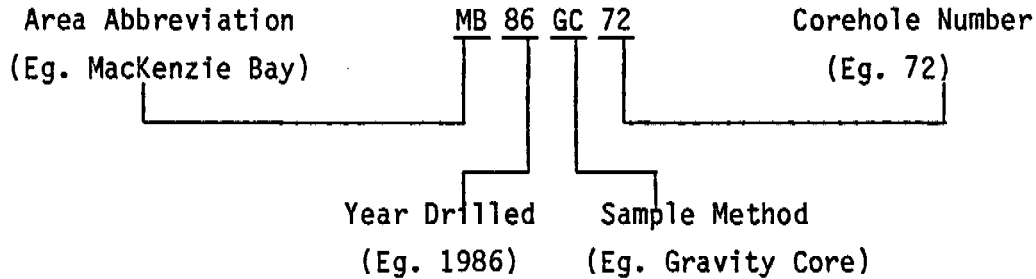 Area Abbreviation MB 86 GC 72 Corehole Number
(Eg. MacKenzie Bay) (Eg. 72)
Year Drilled Sample Method
(Eg. 1986) (Eg. Gravity Core)